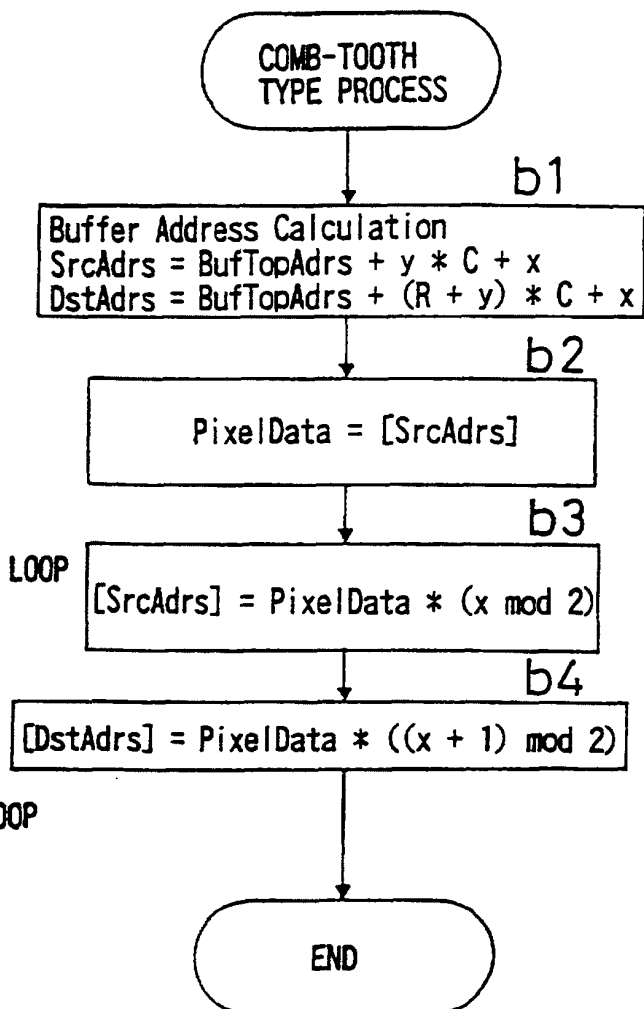 COMB-TOOTH
TYPE PROCESS
b1
Buffer Address Calculation
SrcAdrs = BufTopAdrs + y * C + x
DstAdrs = BufTopAdrs + (R + y) * C + x
b2
PixelData = [SrcAdrs]
b3
LOOP
[SrcAdrs] = PixelData * (x mod 2)
b4
[DstAdrs] = PixelData * ((x + 1) mod 2)
OOP
END